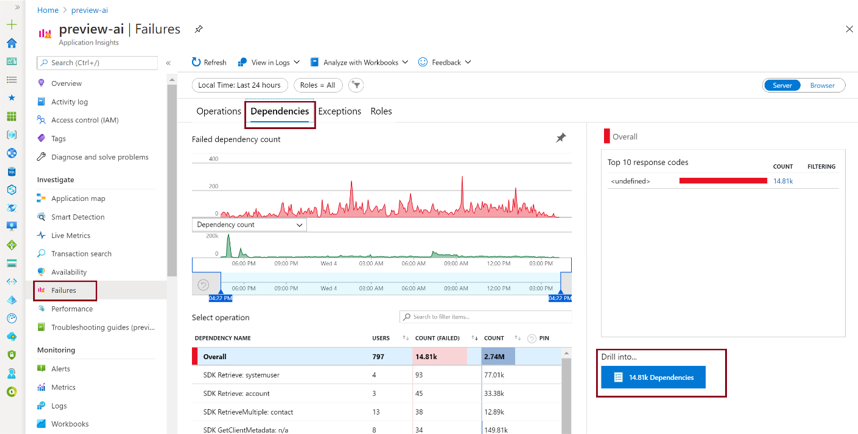 Home > preview-ai
preview-ai | Failures
Application Insights
Search (Ctrl+/)
Overview
Activity log
Access control (IAM)
Tags
Diagnose and solve problems
Investigate
Application map
Smart Detection
Live Metrics
Transaction search
Availability
Failures
Performance
Troubleshooting guides (previ...
Monitoring
Alerts
Metrics
Logs
Workbooks
Refresh View in Logs Analyze with Workbooks Feedback
Local Time: Last 24 hours Roles = All
Server Browser
Operations Dependencies Exceptions Roles
Failed dependency count
400
200
0
Dependency count
200k
0
06:00 PM 09:00 PM Wed 4 03:00 AM 06:00 AM 09:00 AM 12:00 PM 03:00 PM
06:00 PM 09:00 PM Wed 4 03:00 AM 06:00 AM 09:00 AM 12:00 PM 03:00 PM
04:22 PM 04:22 PM
Select operation
Search to filter items...
DEPENDENCY NAME USERS COUNT (FAILED) COUNT PIN
Overall 797 14.81k 2.74M
SDK Retrieve: systemuser 4 93 77.01k
SDK Retrieve: account 3 45 33.38k
SDK RetrieveMultiple: contact 13 38 12.89k
SDK GetClientMetadata: n/a 8 34 149.81k
Overall
Top 10 response codes COUNT FILTERING
<undefined> 14.81k
Drill into...
14.81k Dependencies